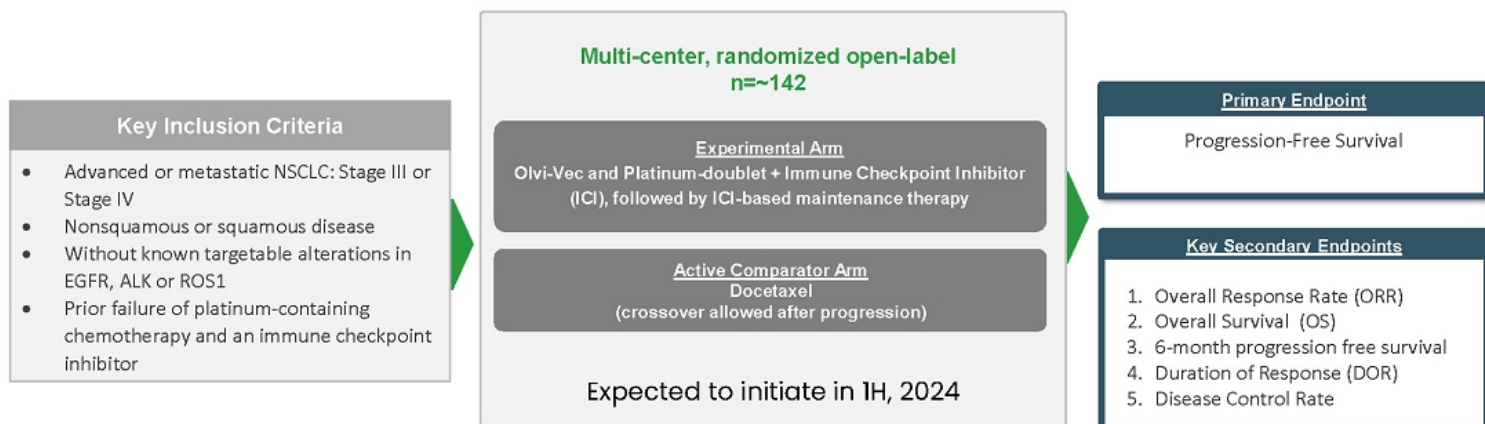 Key Inclusion Criteria
• Advanced or metastatic NSCLC: Stage III or
Stage IV
• Nonsquamous or squamous disease
• Without known targetable alterations in
EGFR, ALK or ROS1
• Prior failure of platinum-containing
chemotherapy and an immune checkpoint
inhibitor
Multi-center, randomized open-label
n=~142
Experimental Arm
Olvi-Vec and Platinum-doublet + Immune Checkpoint Inhibitor
(ICI), followed by ICI-based maintenance therapy
Active Comparator Arm
Docetaxel
(crossover allowed after progression)
Expected to initiate in 1H, 2024
Primary Endpoint
Progression-Free Survival
Key Secondary Endpoints
1. Overall Response Rate (ORR)
2. Overall Survival (OS)
3. 6-month progression free survival
4. Duration of Response (DOR)
5. Disease Control Rate